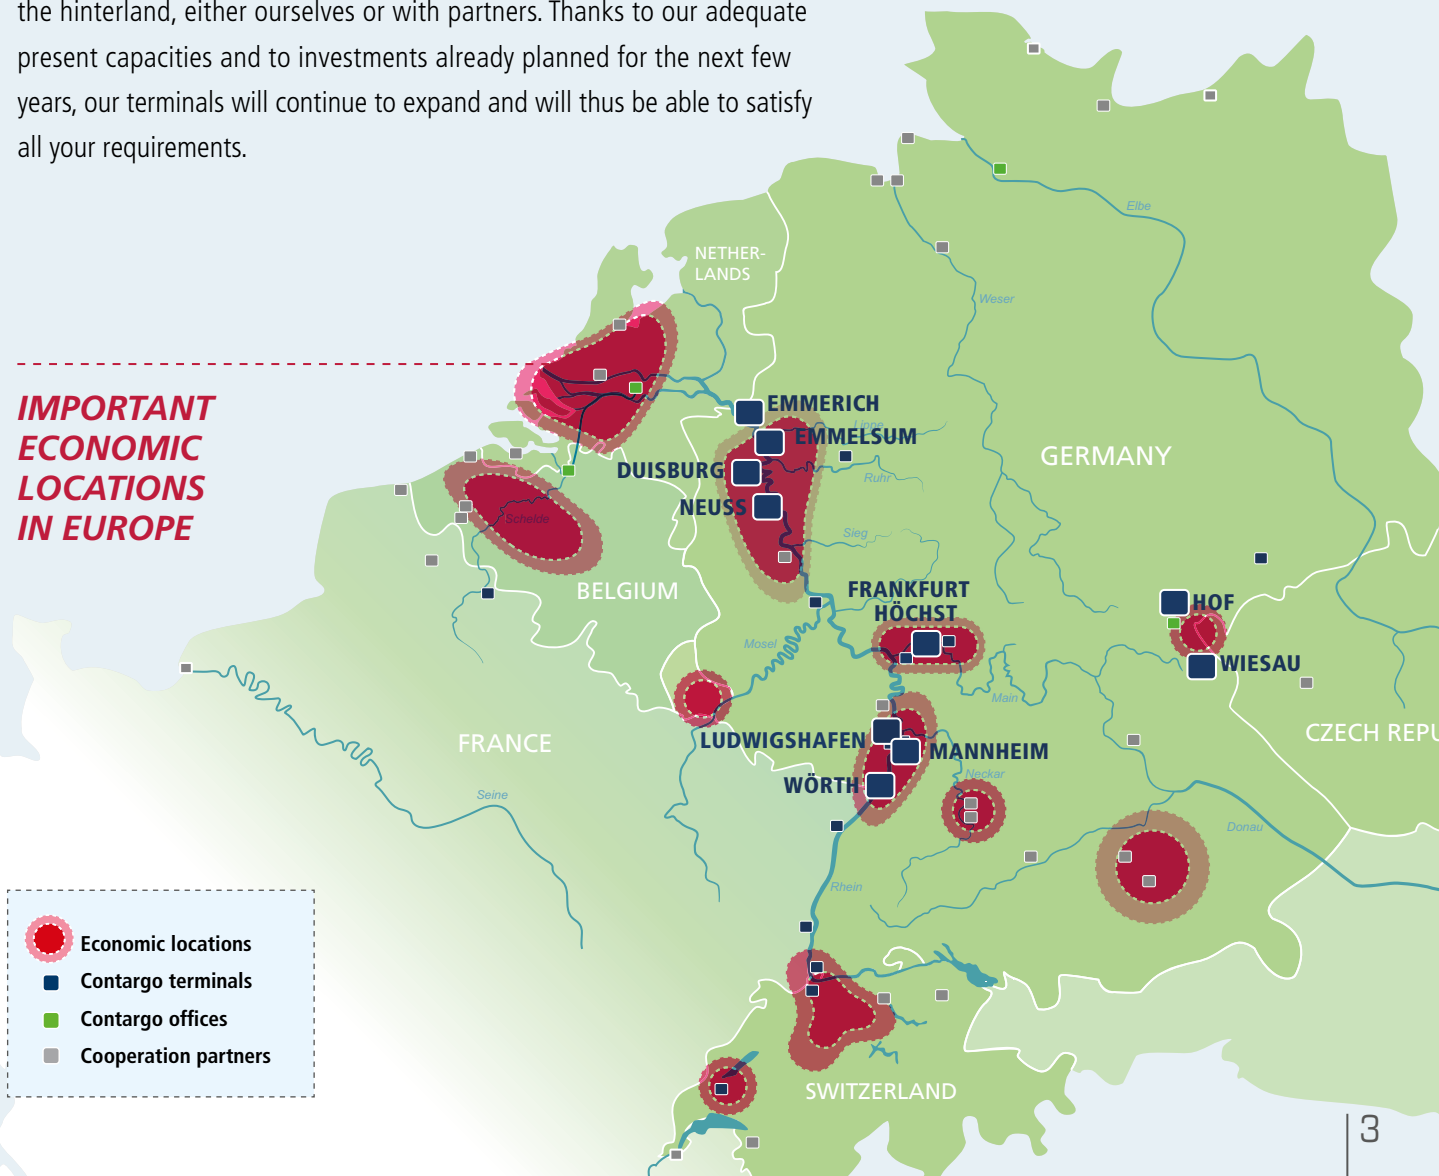 the hinterland, either ourselves or with partners. Thanks to our adequate
present capacities and to investments already planned for the next few
years, our terminals will continue to expand and will thus be able to satisfy
all your requirements.
Elbe
NETHER-
LANDS
Weser
IMPORTANT
ECONOMIC
LOCATIONS
IN EUROPE
EMMERICH
Lippe
EMMELSUM
GERMANY
DUISBURG
Ruhr
NEUSS
Schelde
Sieg
BELGIUM
FRANKFURT
HÖCHST
HOF
Mosel
WIESAU
Main
FRANCE
LUDWIGSHAFEN
MANNHEIM
CZECH REPU
Neckar
WÖRTH
Seine
Donau
Rhein
Economic locations
Contargo terminals
Contargo offices
Cooperation partners
SWITZERLAND
3